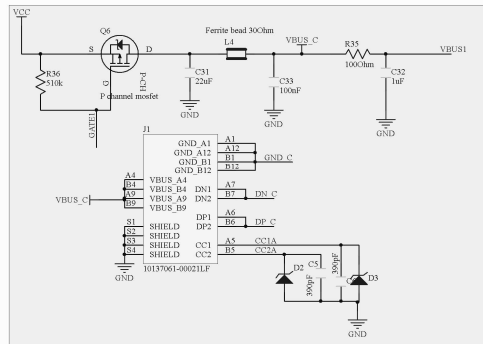 VCC
Q6
S
D
G
P-CH
P channel mosfet
R36
510k
GATE1
C31
22uF
GND
Ferrite bead 30Ohm
L4
C33
100nF
GND
VBUS_C
R35
100Ohm
VBUS1
C32
1uF
GND
J1
GND_A1
GND_A12
GND_B1
GND_B12
A1
A12
B1
B12
GND_C
VBUS_C
A4
B4
A9
B9
VBUS_A4
VBUS_B4
VBUS_A9
VBUS_B9
DN1
DN2
A7
B7
DN_C
DP1
DP2
A6
B6
DP_C
S1
S2
S3
S4
SHIELD
SHIELD
SHIELD
SHIELD
CC1
CC2
A5
B5
CC1A
CC2A
GND
10137061-00021LF
D2
C5
390pF
390pF
D3
GND